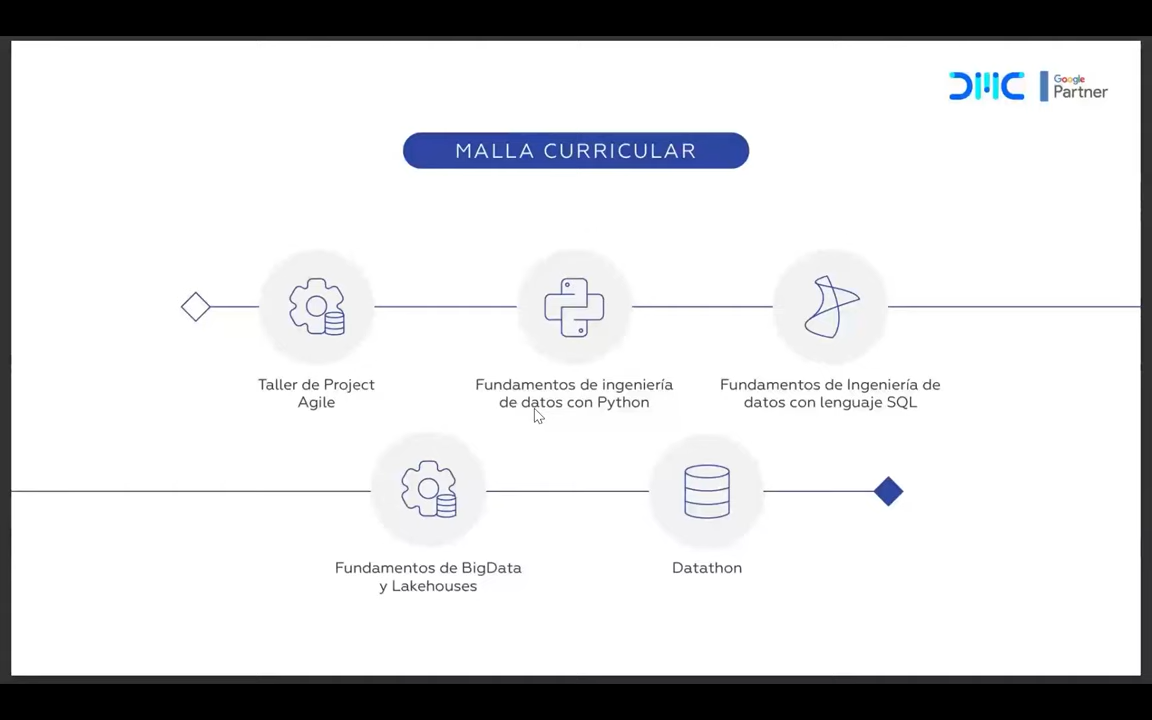 DMC
Google
Partner
MALLA CURRICULAR
Taller de Project
Agile
Fundamentos de ingeniería
de datos con Python
Fundamentos de Ingeniería de
datos con lenguaje SQL
Fundamentos de BigData
y Lakehouses
Datathon